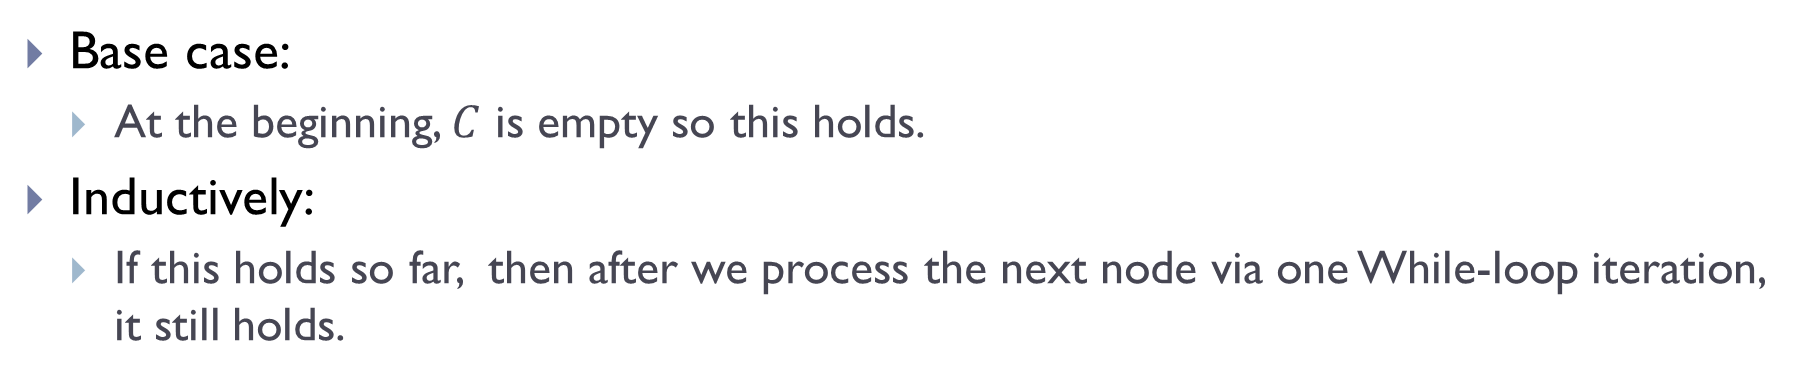 Base case:
At the beginning, C is empty so this holds.
Inductively:
If this holds so far, then after we process the next node via one While-loop iteration,
it still holds.